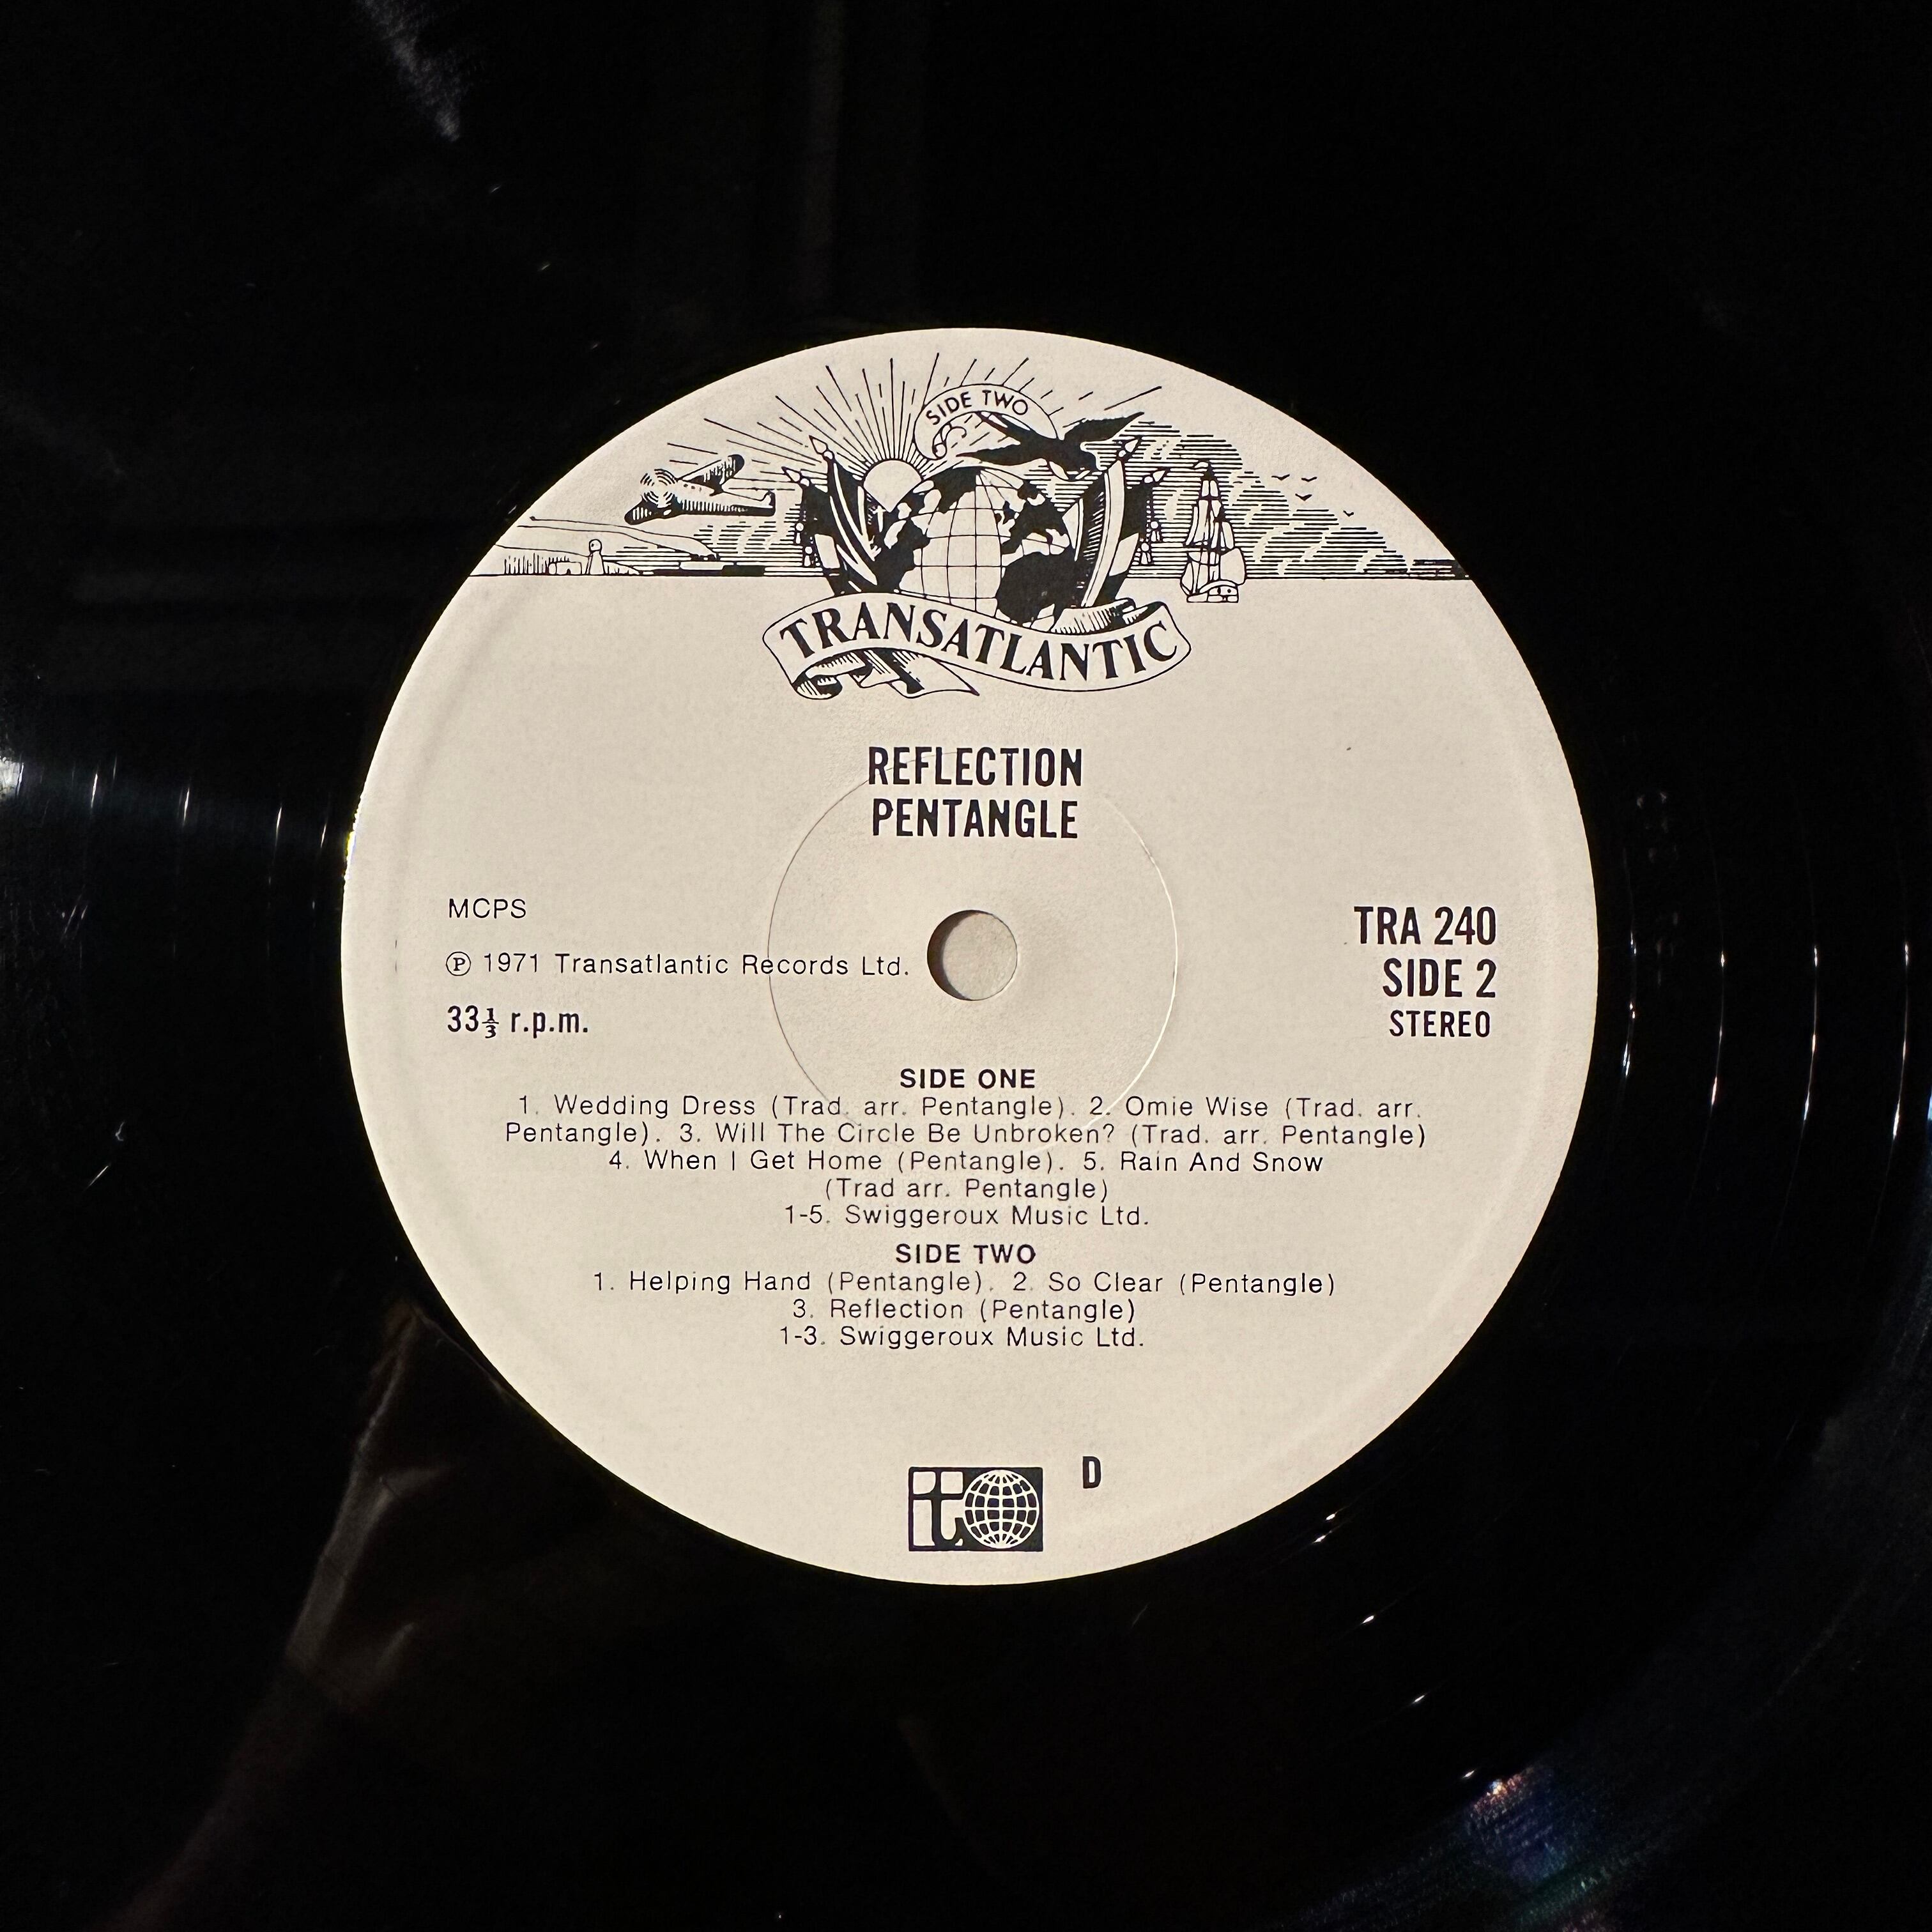 SIDE TWO
TRANSATLANTIC
REFLECTION
PENTANGLE
MCPS
℗ 1971 Transatlantic Records Ltd.
33⅓ r.p.m.
TRA 240
SIDE 2
STEREO
SIDE ONE
1. Wedding Dress (Trad. arr. Pentangle). 2. Omie Wise (Trad. arr.
Pentangle). 3. Will The Circle Be Unbroken? (Trad. arr. Pentangle)
4. When I Get Home (Pentangle). 5. Rain And Snow
(Trad arr. Pentangle)
1-5. Swiggeroux Music Ltd.
SIDE TWO
1. Helping Hand (Pentangle). 2. So Clear (Pentangle)
3. Reflection (Pentangle)
1-3. Swiggeroux Music Ltd.
D
it